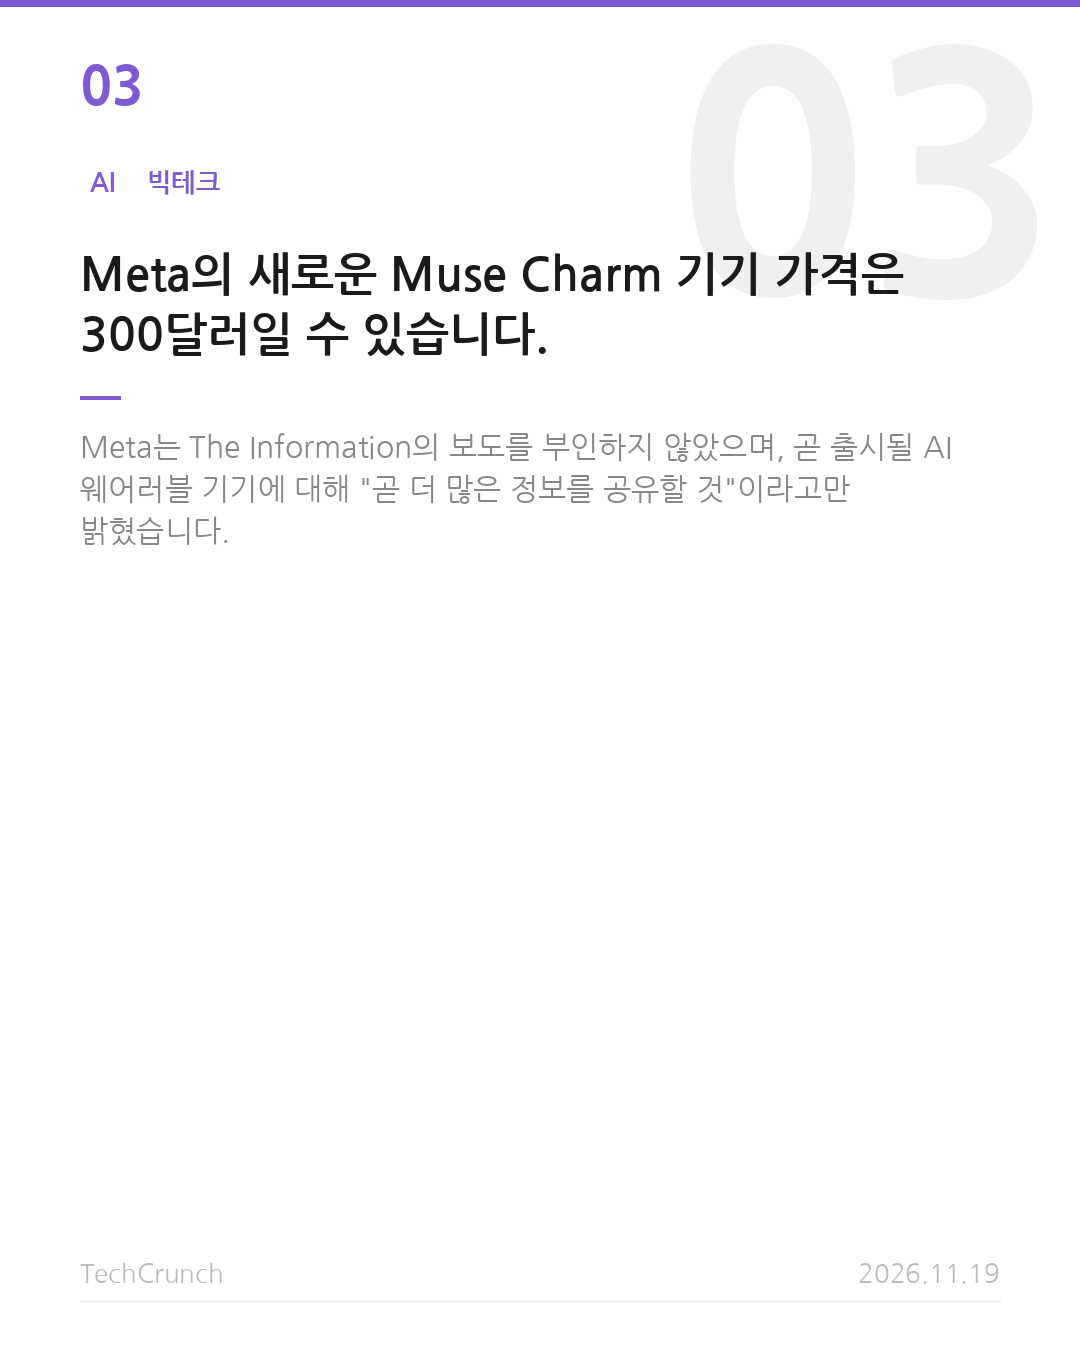 03
03
AI 빅테크
Meta의 새로운 Muse Charm 기기 가격은
300달러일 수 있습니다.
Meta는 The Information의 보도를 부인하지 않았으며, 곧 출시될 AI
웨어러블 기기에 대해 "곧 더 많은 정보를 공유할 것"이라고만
밝혔습니다.
TechCrunch 2026.11.19